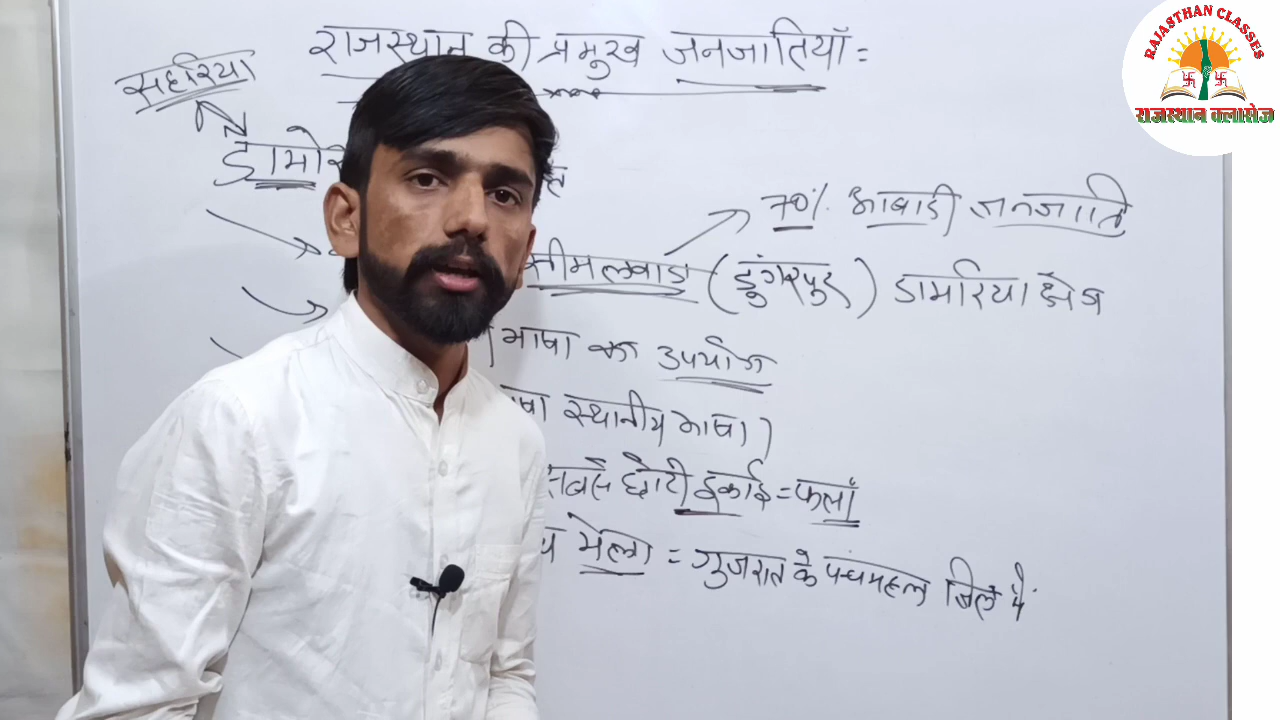 राजस्थान की प्रमुख जनजातियाँ :
सहरिया
डामोर
70% आबादी जनजाति
सीमलवाडा (डुंगरपुर) डामरिया क्षेत्र
भाषा का उपयोग
स्थानीय भाषा)
सबसे छोटी इकाई = फलाँ
मेला = गुजरात के पंचमहल जिले में
RAJASTHAN CLASSES
राजस्थान क्लासेज